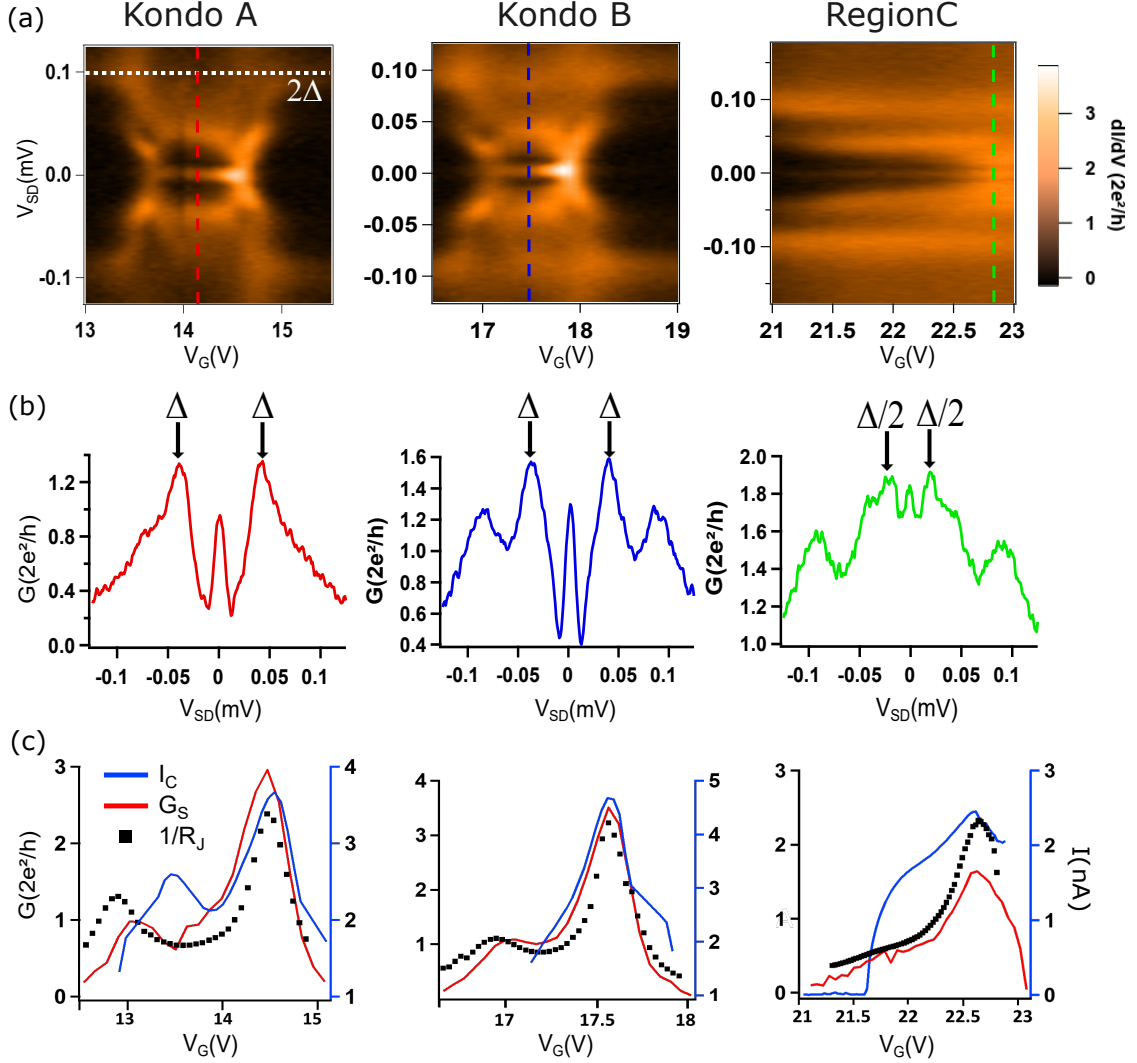 (a)
Kondo A
Kondo B
RegionC
V_SD(mV)
0.1
0.0
-0.1
2Δ
13 14 15
V_G(V)
0.10
0.05
0.00
-0.05
-0.10
17 18 19
V_G(V)
0.10
0.00
-0.10
21 21.5 22 22.5 23
V_G(V)
3
2
1
0
dI/dV (2e²/h)
(b)
Δ Δ
G(2e²/h)
1.2
0.8
0.4
0.0
-0.1 -0.05 0 0.05 0.1
V_SD(mV)
Δ Δ
G(2e²/h)
1.6
1.4
1.2
1.0
0.8
0.6
0.4
-0.1 -0.05 0 0.05 0.1
V_SD(mV)
Δ/2 Δ/2
G(2e²/h)
2.0
1.8
1.6
1.4
1.2
1.0
-0.1 -0.05 0 0.05 0.1
V_SD(mV)
(c)
I_C
G_S
1/R_J
G(2e²/h)
3
2
1
0
4
3
2
1
13 14 15
V_G(V)
4
3
2
1
0
5
4
3
2
1
17 17.5 18
V_G(V)
3
2
1
0
3
2
1
0
I(nA)
21 21.5 22 22.5 23
V_G(V)